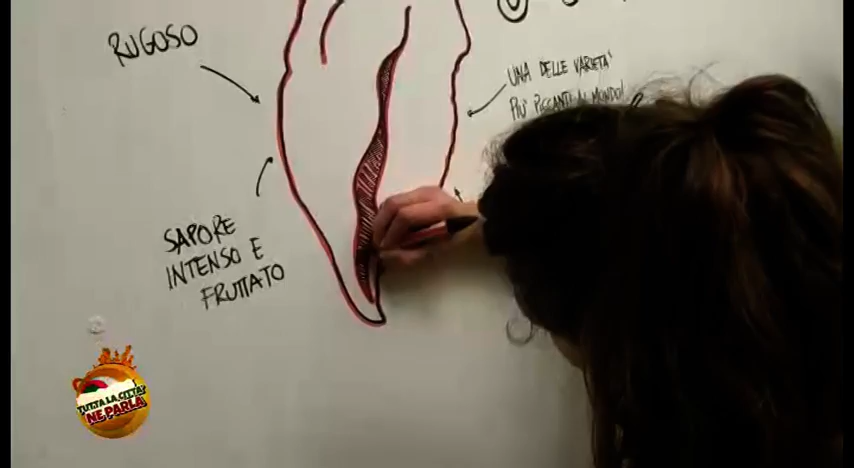 RUGOSO
UNA DELLE VARIETA'
PIU' PICCANTI AL MONDO!
SAPORE
INTENSO E
FRUTTATO
TUTTA LA CITTA'
NE PARLA